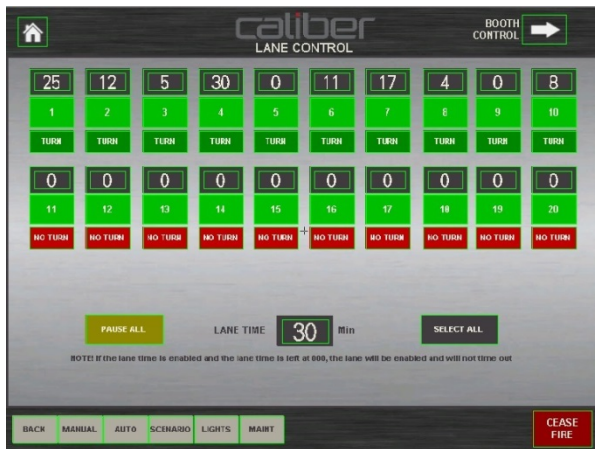 caliber
LANE CONTROL
BOOTH
CONTROL
25 12 5 30 0 11 17 4 0 8
1 2 3 4 5 6 7 8 9 10
TURN TURN TURN TURN TURN TURN TURN TURN TURN TURN
0 0 0 0 0 0 0 0 0 0
11 12 13 14 15 16 17 18 19 20
NO TURN NO TURN NO TURN NO TURN NO TURN NO TURN NO TURN NO TURN NO TURN NO TURN
PAUSE ALL LANE TIME 30 Min SELECT ALL
NOTE! If the lane time is enabled and the lane time is left at 000, the lane will be enabled and will not time out
BACK MANUAL AUTO SCENARIO LIGHTS MAINT
CEASE
FIRE